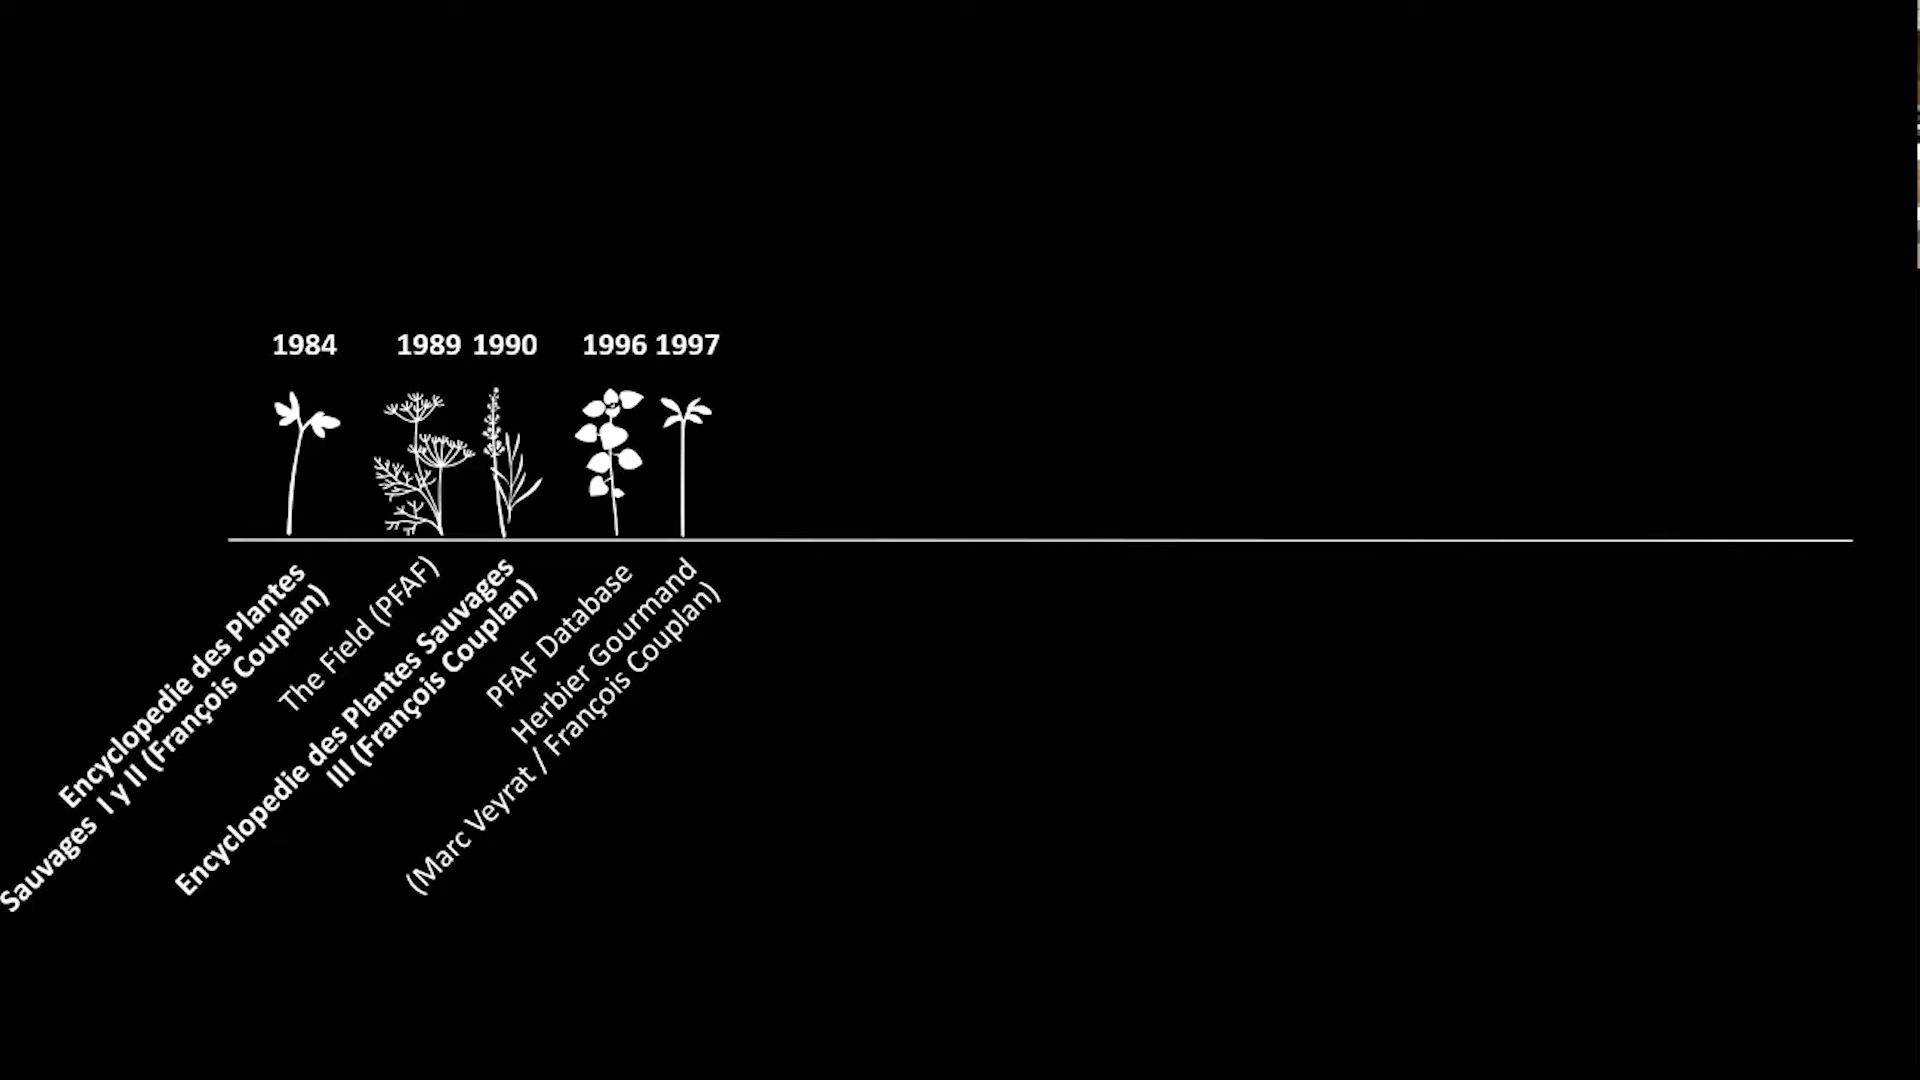 1984
1989
1990
1996
1997
Encyclopedie des Plantes
Sauvages I y II (François Couplan)
The Field (PFAF)
Encyclopedie des Plantes Sauvages
III (François Couplan)
PFAF Database
Herbier Gourmand
(Marc Veyrat / François Couplan)